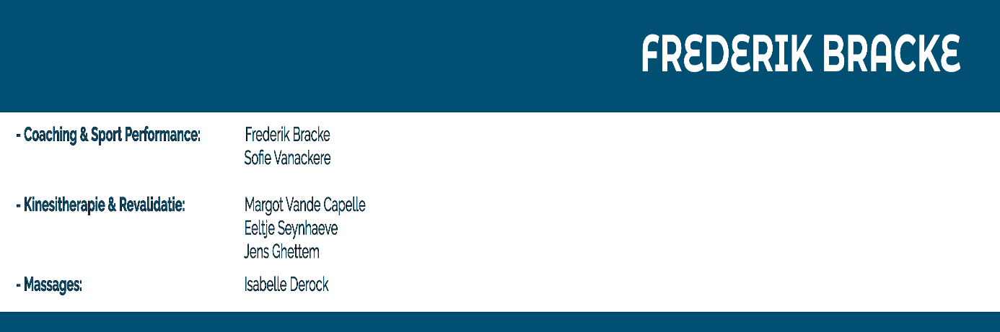 FREDERIK BRACKE
- Coaching & Sport Performance: Frederik Bracke
Sofie Vanackere
- Kinesitherapie & Revalidatie: Margot Vande Capelle
Eeltje Seynhaeve
Jens Ghettem
- Massages: Isabelle Derock